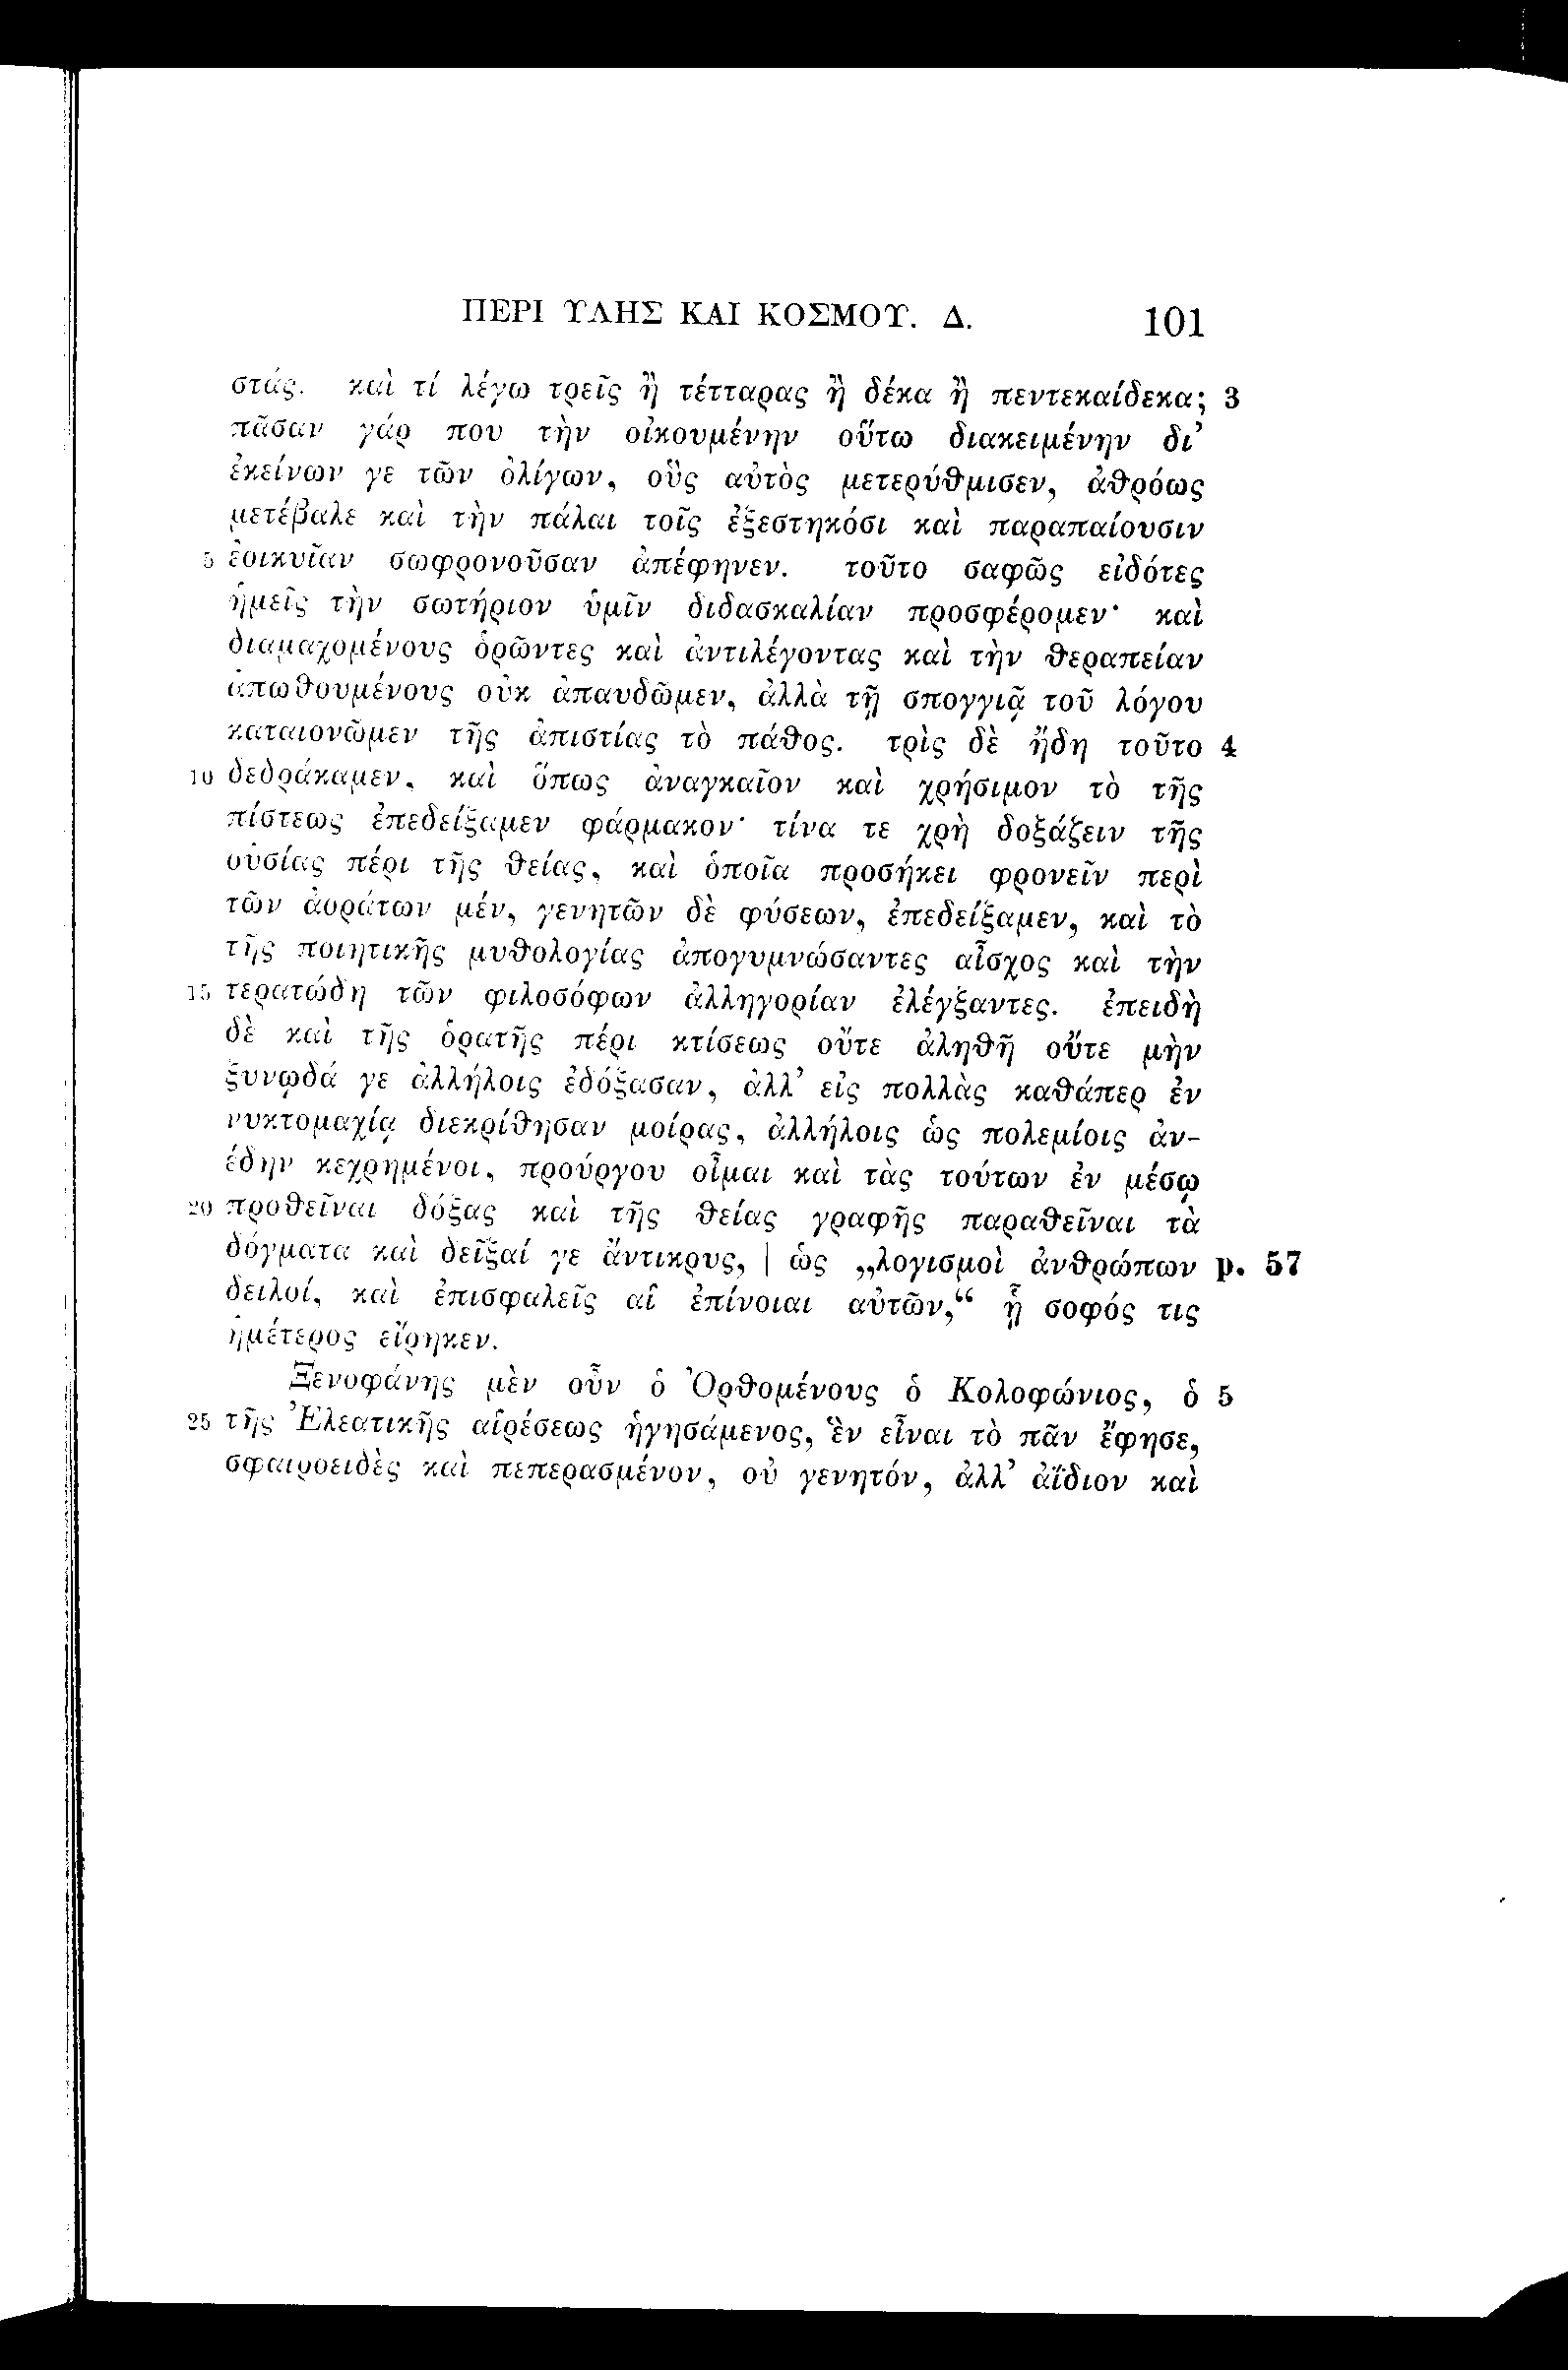 ΠΕΡΙ ΥΛΗΣ ΚΑΙ ΚΟΣΜΟΥ. Δ. 101
στάς. καὶ τί λέγω τρεῖς ἢ τέτταρας ἢ δέκα ἢ πεντεκαίδεκα; 3
πᾶσαν γάρ που τὴν οἰκουμένην οὕτω διακειμένην δι’
ἐκείνων γε τῶν ὀλίγων, οὓς αὐτὸς μετερύθμισεν, ἀθρόως
μετέβαλε καὶ τὴν πάλαι τοῖς ἐξεστηκόσι καὶ παραπαίουσιν
5 ἐοικυῖαν σωφρονοῦσαν ἀπέφηνεν. τοῦτο σαφῶς εἰδότες
ἡμεῖς τὴν σωτήριον ὑμῖν διδασκαλίαν προσφέρομεν· καὶ
διαμαχομένους ὁρῶντες καὶ ἀντιλέγοντας καὶ τὴν θεραπείαν
ἀπωθουμένους οὐκ ἀπαυδῶμεν, ἀλλὰ τῇ σπογγιᾷ τοῦ λόγου
καταιονῶμεν τῆς ἀπιστίας τὸ πάθος. τρὶς δὲ ἤδη τοῦτο 4
10 δεδράκαμεν, καὶ ὅπως ἀναγκαῖον καὶ χρήσιμον τὸ τῆς
πίστεως ἐπεδείξαμεν φάρμακον· τίνα τε χρὴ δοξάζειν τῆς
οὐσίας πέρι τῆς θείας, καὶ ὁποῖα προσήκει φρονεῖν περὶ
τῶν ἀοράτων μέν, γενητῶν δὲ φύσεων, ἐπεδείξαμεν, καὶ τὸ
τῆς ποιητικῆς μυθολογίας ἀπογυμνώσαντες αἶσχος καὶ τὴν
15 τερατώδη τῶν φιλοσόφων ἀλληγορίαν ἐλέγξαντες. ἐπειδὴ
δὲ καὶ τῆς ὁρατῆς πέρι κτίσεως οὔτε ἀληθῆ οὔτε μὴν
ξυνῳδά γε ἀλλήλοις ἐδόξασαν, ἀλλ’ εἰς πολλὰς καθάπερ ἐν
νυκτομαχίᾳ διεκρίθησαν μοίρας, ἀλλήλοις ὡς πολεμίοις ἀν-
έδην κεχρημένοι, προὔργου οἶμαι καὶ τὰς τούτων ἐν μέσῳ
20 προθεῖναι δόξας καὶ τῆς θείας γραφῆς παραθεῖναι τὰ
δόγματα καὶ δεῖξαί γε ἄντικρυς, | ὡς „λογισμοὶ ἀνθρώπων p. 57
δειλοί, καὶ ἐπισφαλεῖς αἱ ἐπίνοιαι αὐτῶν,“ ᾗ σοφός τις
ἡμέτερος εἴρηκεν.
Ξενοφάνης μὲν οὖν ὁ Ὀρθομένους ὁ Κολοφώνιος, ὁ 5
25 τῆς Ἐλεατικῆς αἱρέσεως ἡγησάμενος, ἓν εἶναι τὸ πᾶν ἔφησε,
σφαιροειδὲς καὶ πεπερασμένον, οὐ γενητόν, ἀλλ’ ἀΐδιον καὶ